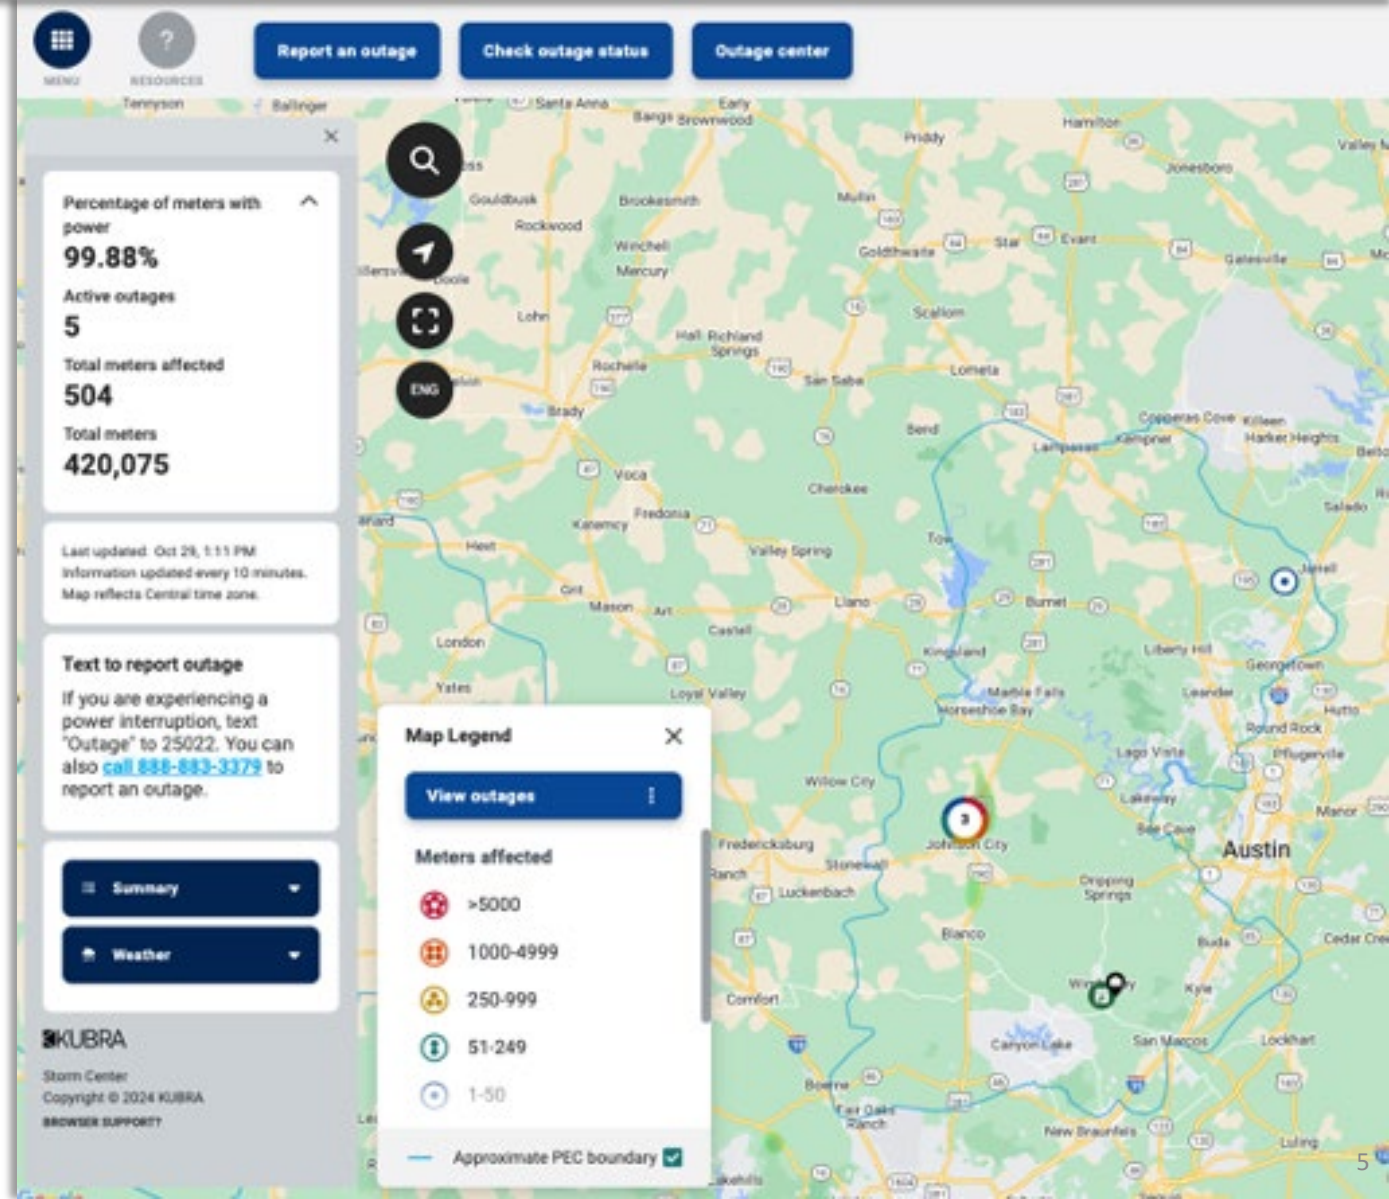 Report an outage
Check outage status
Outage center
MENU
RESOURCES
Percentage of meters with
power
99.88%
Active outages
5
Total meters affected
504
Total meters
420,075
Last updated: Oct 29, 1:11 PM
Information updated every 10 minutes.
Map reflects Central time zone.
Text to report outage
If you are experiencing a
power interruption, text
"Outage" to 25022. You can
also call 888-883-3379 to
report an outage.
Summary
Weather
KUBRA
Storm Center
Copyright © 2024 KUBRA
BROWSER SUPPORT?
ENG
Map Legend
View outages
Meters affected
>5000
1000-4999
250-999
51-249
1-50
Approximate PEC boundary
Tennyson
Ballinger
Santa Anna
Bangs
Early
Brownwood
Priddy
Hamilton
Jonesboro
Gouldbusk
Rockwood
Brookesmith
Winchell
Mercury
Mullin
Goldthwaite
Star
Evant
Gatesville
Lohn
Hall
Richland
Springs
Scallorn
Rochelle
San Saba
Lometa
Brady
Bend
Lampasas
Kempner
Copperas Cove
Killeen
Harker Heights
Salado
Voca
Cherokee
Fredonia
Katemcy
Valley Spring
Tow
Hext
Grit
Mason
Art
Castell
Llano
Burnet
Jarrell
London
Kingsland
Liberty Hill
Georgetown
Yates
Loyal Valley
Marble Falls
Horseshoe Bay
Leander
Hutto
Round Rock
Pflugerville
Lago Vista
Willow City
Lakeway
Manor
Bee Cave
Austin
3
Johnson City
Fredericksburg
Stonewall
Luckenbach
Dripping
Springs
Blanco
Buda
Cedar Cree
Comfort
Kyle
Canyon Lake
San Marcos
Lockhart
Boerne
Fair Oaks
Ranch
New Braunfels
Luling
5